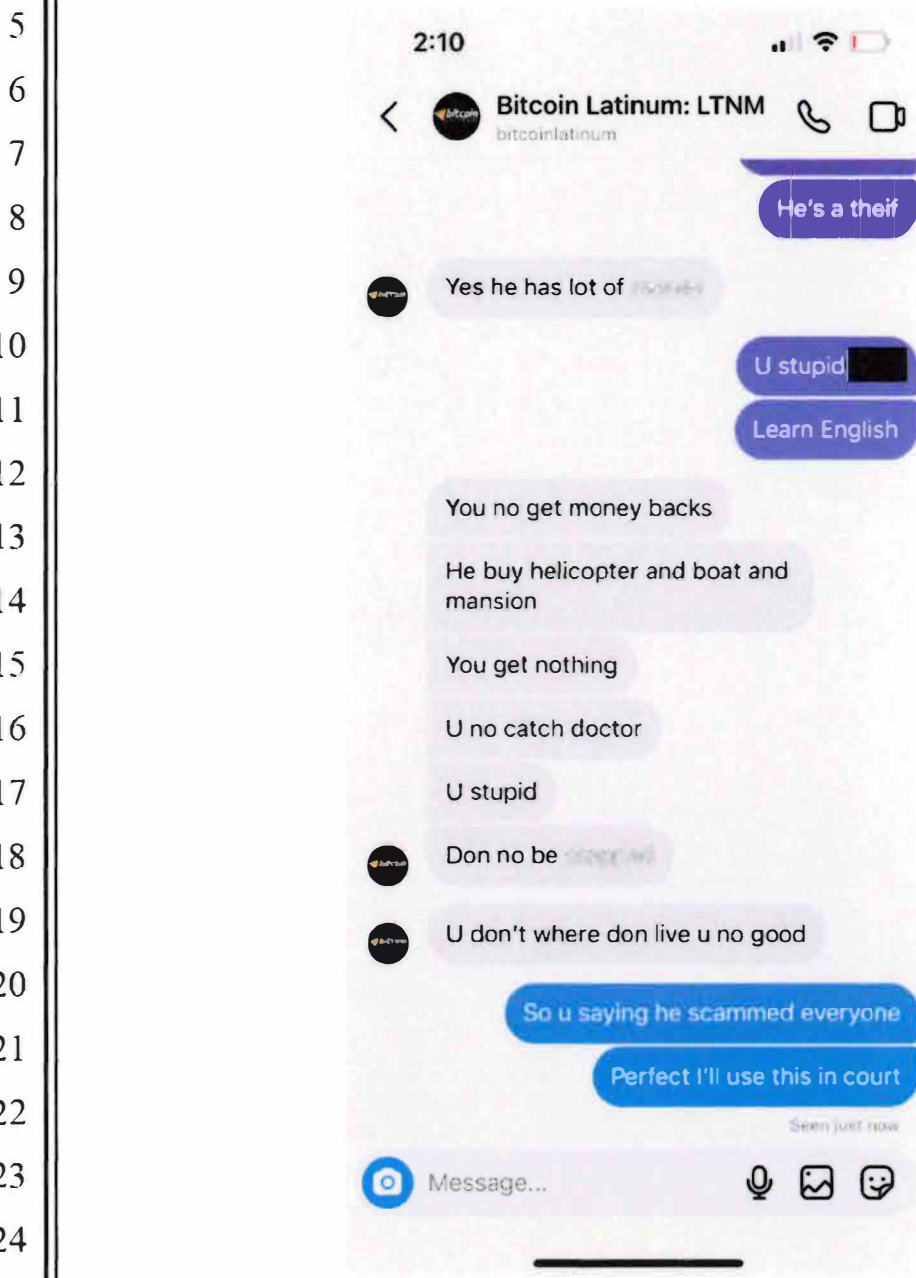 5
6
7
8
9
10
11
12
13
14
15
16
17
18
19
20
21
22
23
24
2:10
Bitcoin Latinum: LTNM
bitcoinlatinum
He's a theif
Yes he has lot of
U stupid
Learn English
You no get money backs
He buy helicopter and boat and
mansion
You get nothing
U no catch doctor
U stupid
Don no be
U don't where don live u no good
So u saying he scammed everyone
Perfect I'll use this in court
Seen just now
Message...